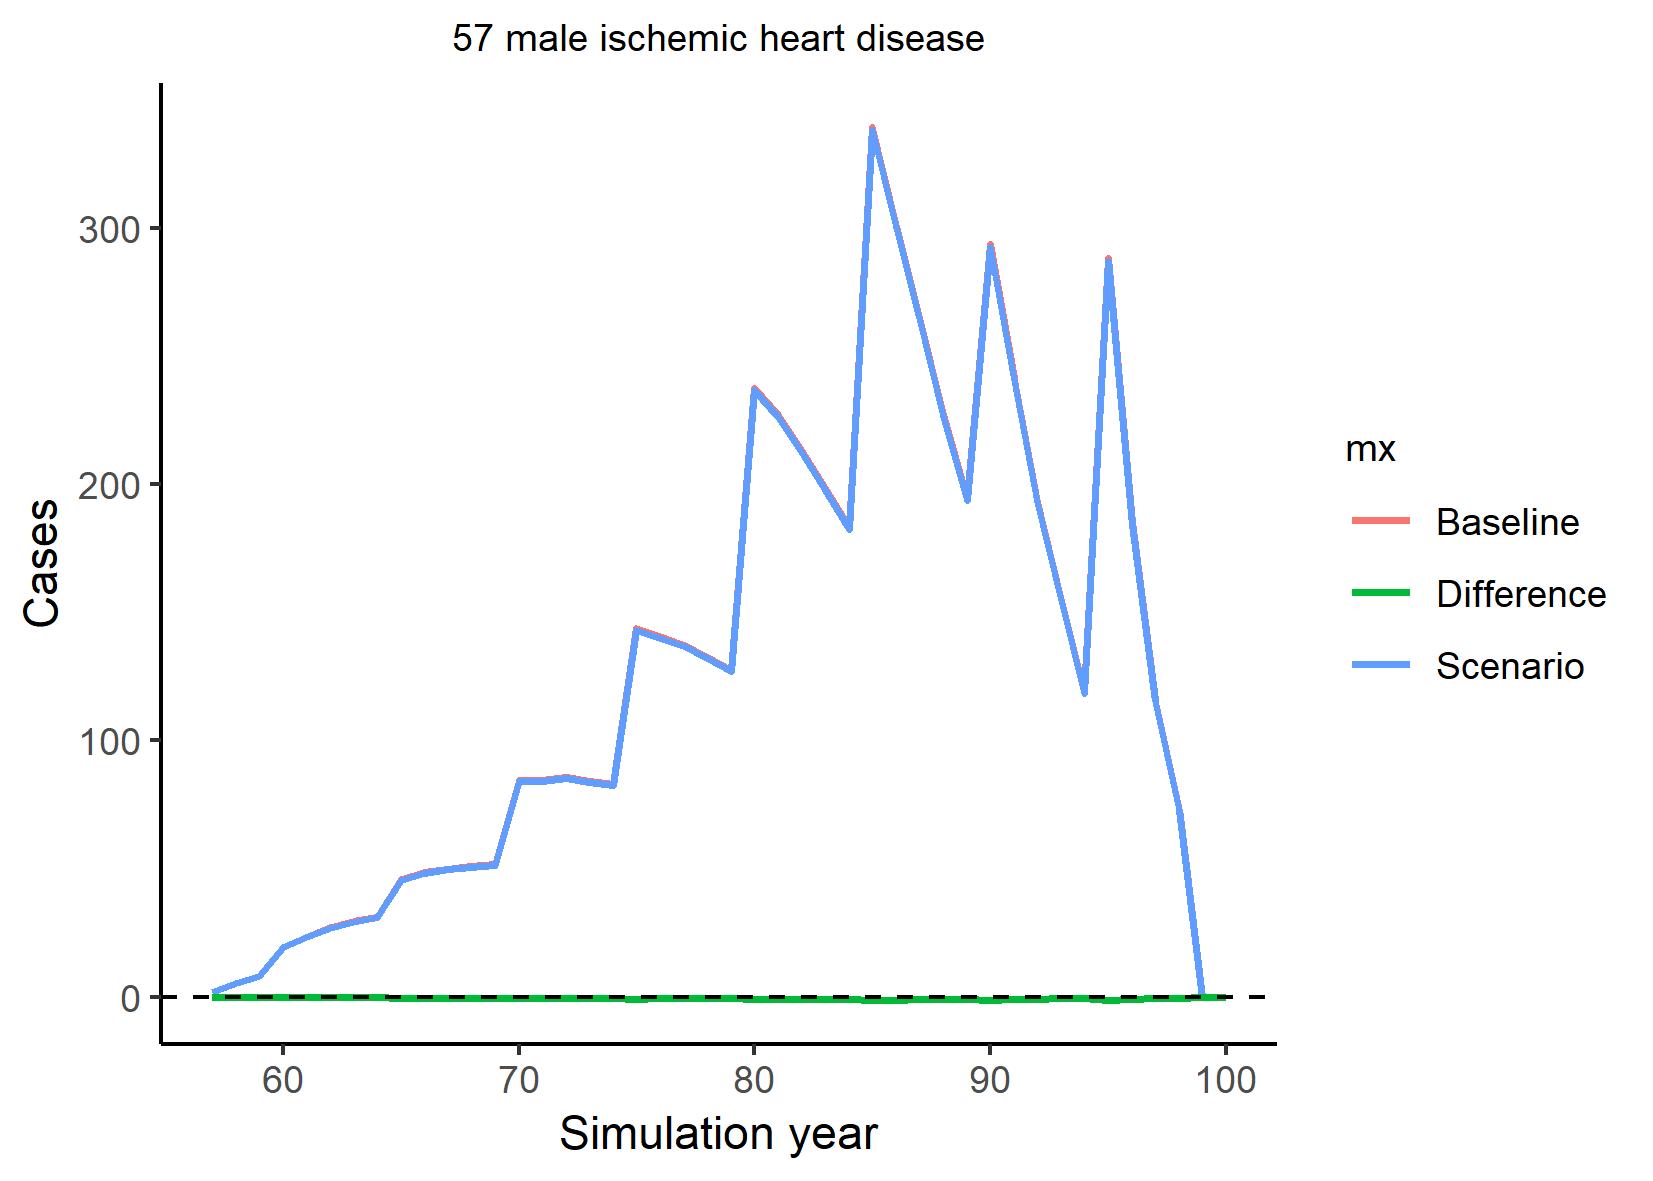 57 male ischemic heart disease
Cases
300
200
100
0
60 70 80 90 100
Simulation year
mx
Baseline
Difference
Scenario